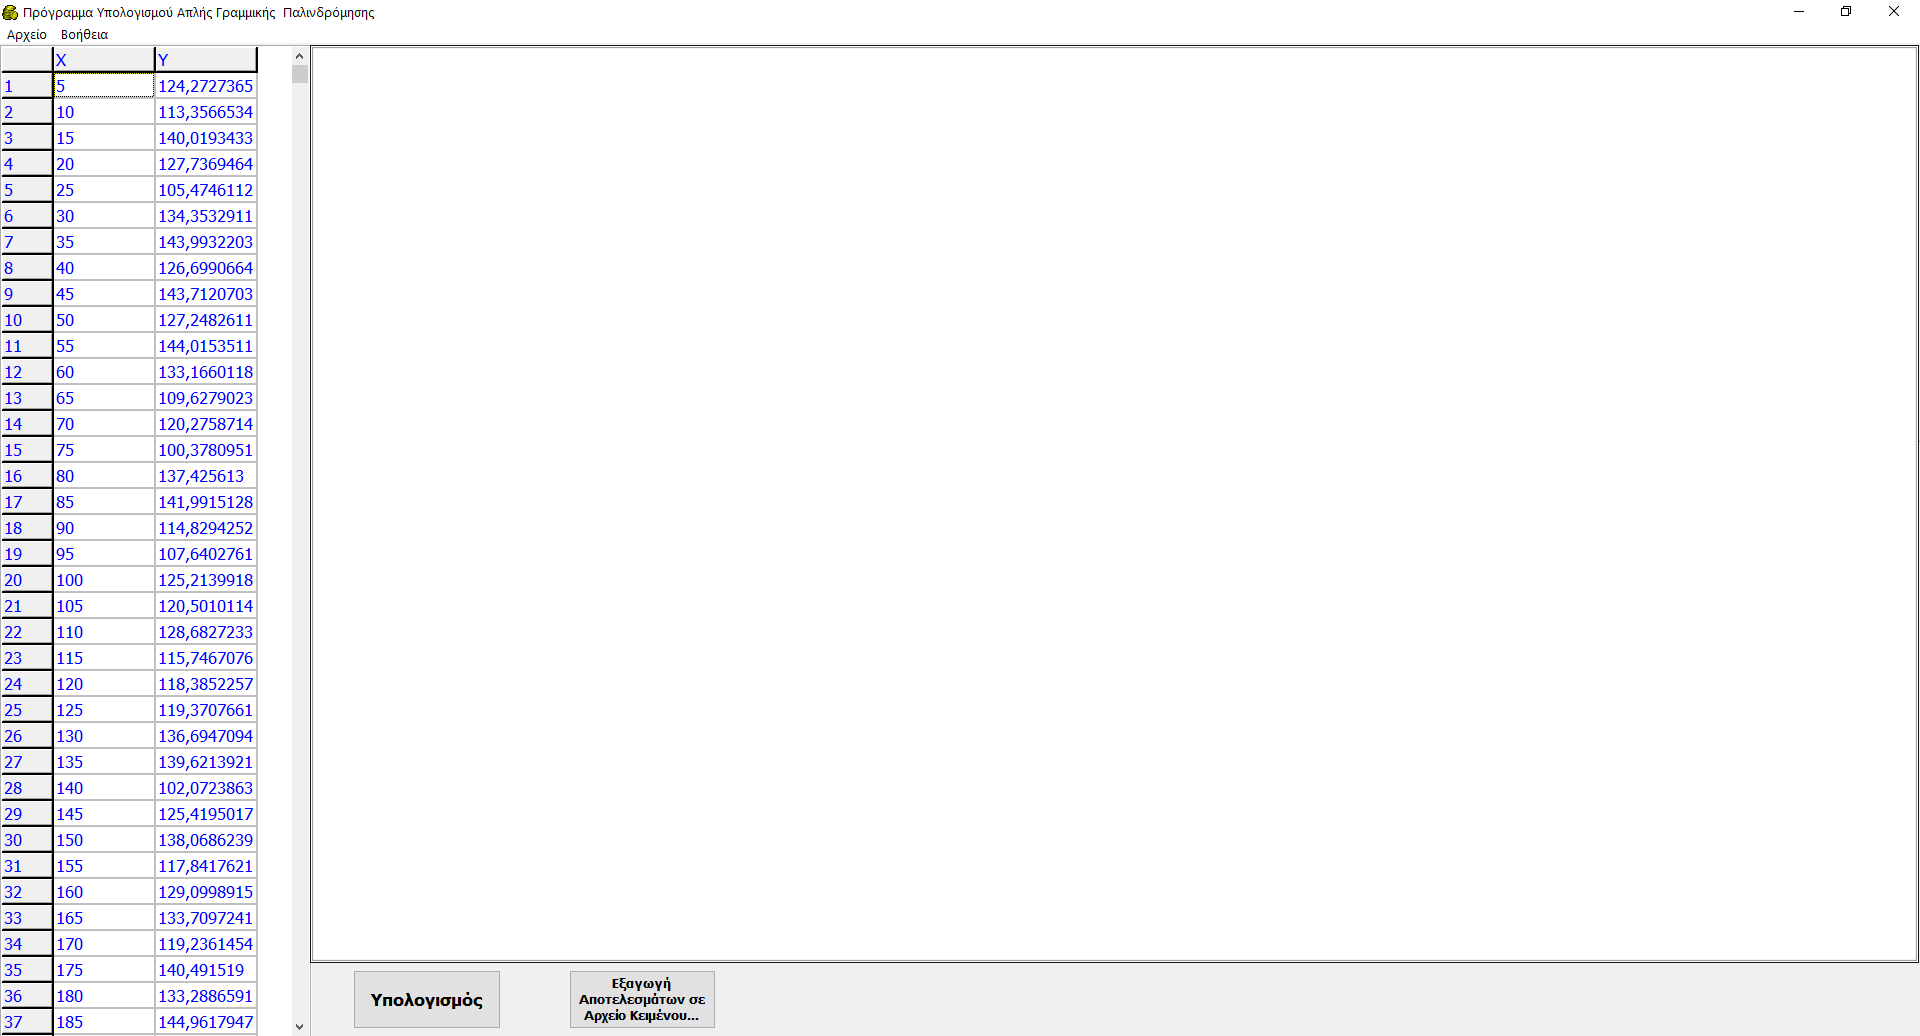 Πρόγραμμα Υπολογισμού Απλής Γραμμικής  Παλινδρόμησης
Αρχείο Βοήθεια
X Y
1 5 124,2727365
2 10 113,3566534
3 15 140,0193433
4 20 127,7369464
5 25 105,4746112
6 30 134,3532911
7 35 143,9932203
8 40 126,6990664
9 45 143,7120703
10 50 127,2482611
11 55 144,0153511
12 60 133,1660118
13 65 109,6279023
14 70 120,2758714
15 75 100,3780951
16 80 137,425613
17 85 141,9915128
18 90 114,8294252
19 95 107,6402761
20 100 125,2139918
21 105 120,5010114
22 110 128,6827233
23 115 115,7467076
24 120 118,3852257
25 125 119,3707661
26 130 136,6947094
27 135 139,6213921
28 140 102,0723863
29 145 125,4195017
30 150 138,0686239
31 155 117,8417621
32 160 129,0998915
33 165 133,7097241
34 170 119,2361454
35 175 140,491519
36 180 133,2886591
37 185 144,9617947
Υπολογισμός
Εξαγωγή
Αποτελεσμάτων σε
Αρχείο Κειμένου...